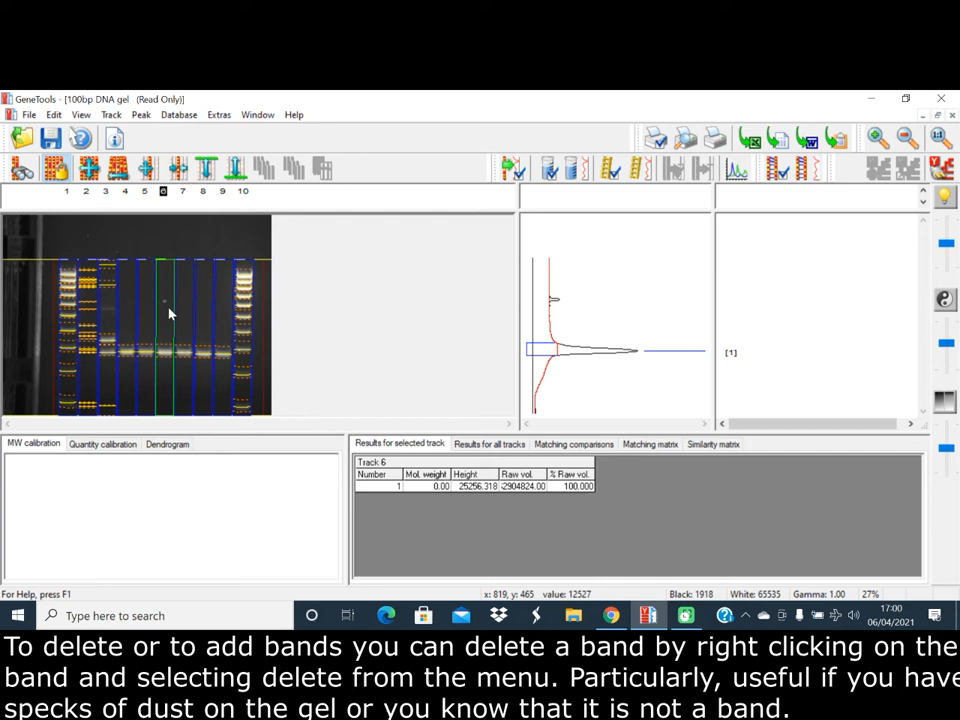 GeneTools - [100bp DNA gel (Read Only)]
File Edit View Track Peak Database Extras Window Help
1 2 3 4 5 6 7 8 9 10
[1]
MW calibration Quantity calibration Dendrogram
Results for selected track Results for all tracks Matching comparisons Matching matrix Similarity matrix
Track 6
Number Mol. weight Height Raw vol. % Raw vol.
1 0.00 25256.318 -2904824.00 100.000
For Help, press F1 x: 819, y: 465 value: 12527 Black: 1918 White: 65535 Gamma: 1.00 27%
Type here to search
17:00
06/04/2021
To delete or to add bands you can delete a band by right clicking on the
band and selecting delete from the menu. Particularly, useful if you have
specks of dust on the gel or you know that it is not a band.